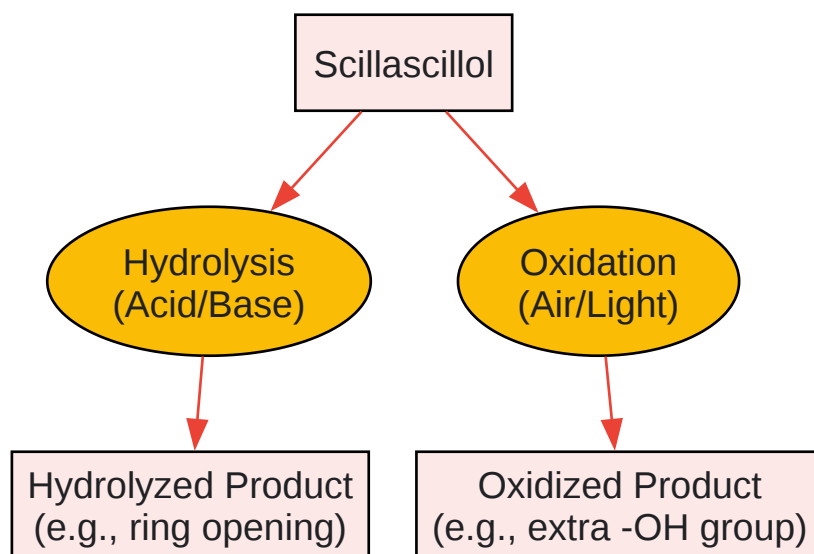 Scillascillol
Hydrolysis
(Acid/Base)
Oxidation
(Air/Light)
Hydrolyzed Product
(e.g., ring opening)
Oxidized Product
(e.g., extra -OH group)